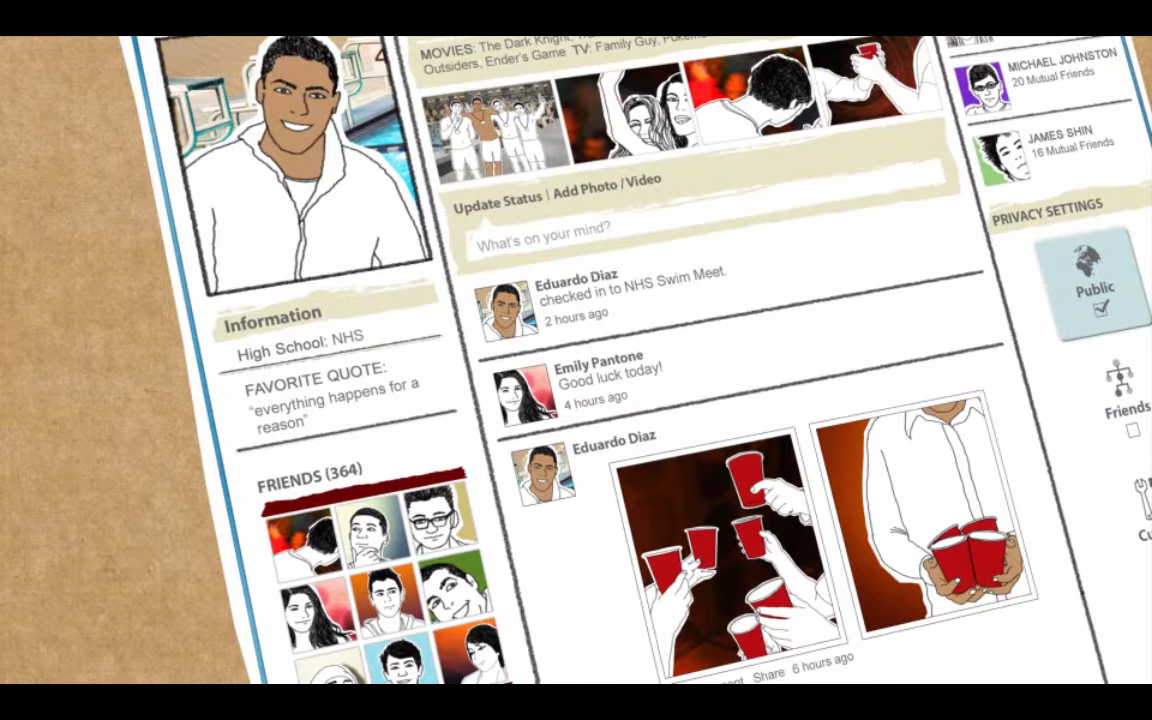 MOVIES: The Dark Knight,
Outsiders, Ender's Game TV: Family Guy,
Update Status | Add Photo / Video
What's on your mind?
Eduardo Diaz
checked in to NHS Swim Meet.
2 hours ago
Emily Pantone
Good luck today!
4 hours ago
Eduardo Diaz
Share 6 hours ago
Information
High School: NHS
FAVORITE QUOTE:
“everything happens for a
reason”
FRIENDS (364)
MICHAEL JOHNSTON
20 Mutual Friends
JAMES SHIN
16 Mutual Friends
PRIVACY SETTINGS
Public
Friends